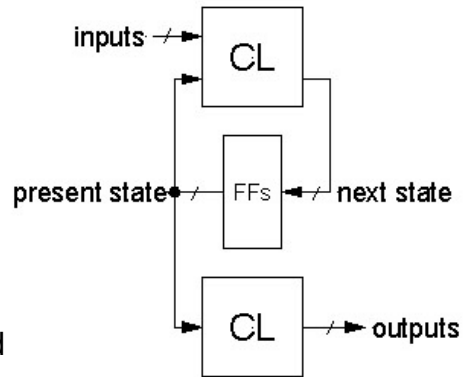 inputs
CL
present state
FFs
next state
CL
outputs
d